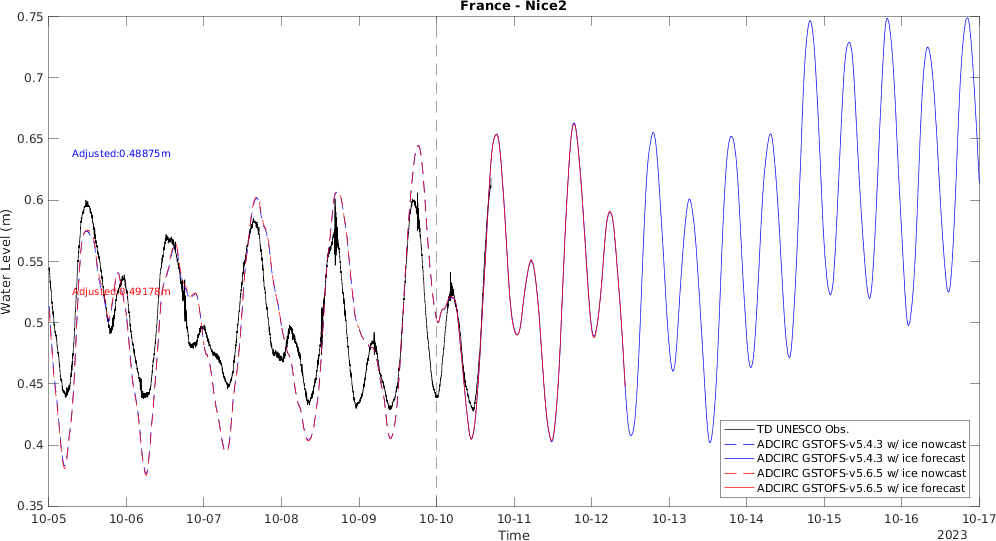 France - Nice2
0.75
0.7
0.65
0.6
0.55
0.5
0.45
0.4
0.35
Water Level (m)
Adjusted:0.48875m
Adjusted:0.49178m
TD UNESCO Obs.
ADCIRC GSTOFS-v5.4.3 w/ ice nowcast
ADCIRC GSTOFS-v5.4.3 w/ ice forecast
ADCIRC GSTOFS-v5.6.5 w/ ice nowcast
ADCIRC GSTOFS-v5.6.5 w/ ice forecast
10-05 10-06 10-07 10-08 10-09 10-10 10-11 10-12 10-13 10-14 10-15 10-16 10-17
Time
2023